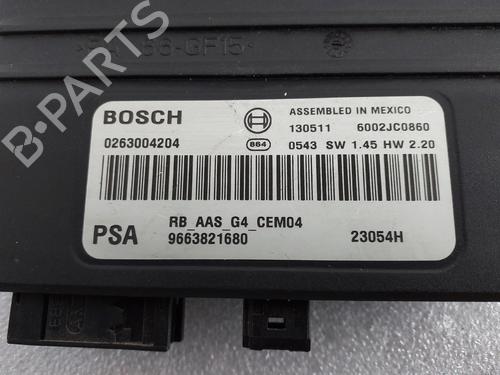 B-PARTS
-GF15<
BOSCH
0263004204
864
ASSEMBLED IN MEXICO
130511 6002JC0860
0543 SW 1.45 HW 2.20
PSA
RB_AAS_G4_CEM04
9663821680
23054H